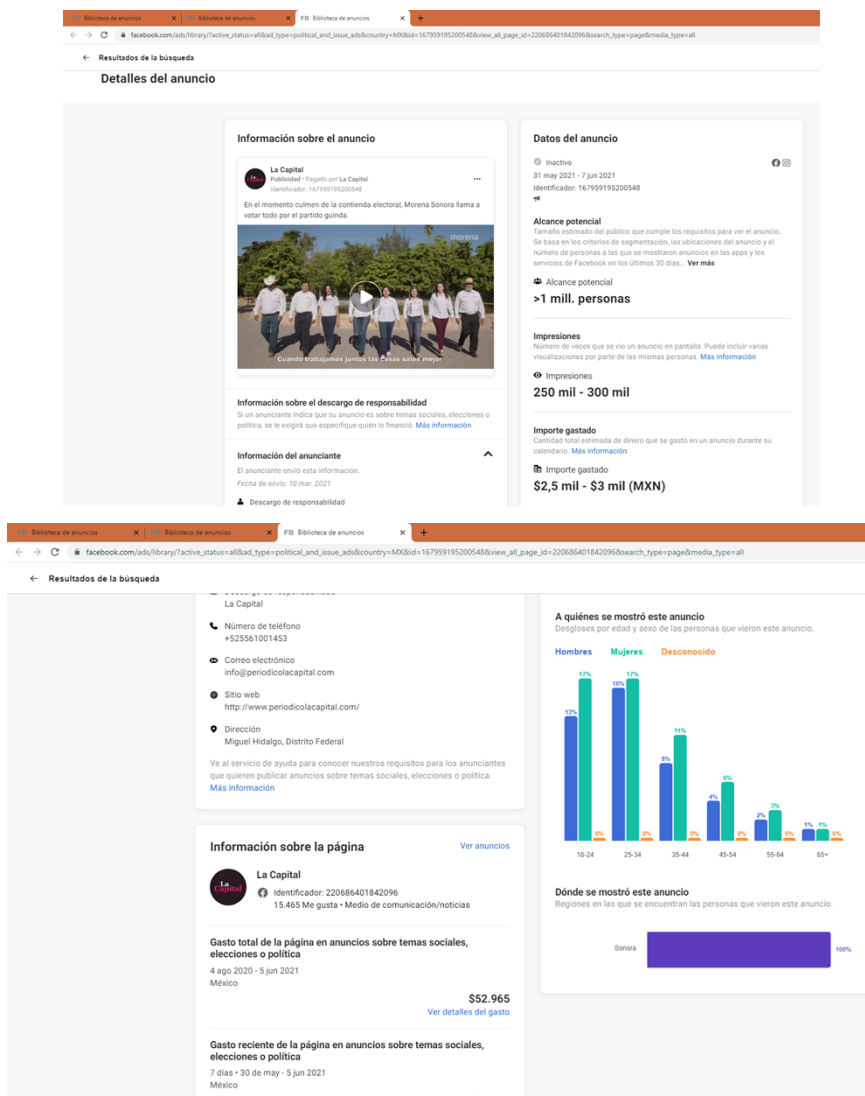 FB Biblioteca de anuncios
FB Biblioteca de anuncios
FB Biblioteca de anuncios
facebook.com/ads/library/?active_status=all&ad_type=political_and_issue_ads&country=MX&id=167959195200548&view_all_page_id=220686401842096&search_type=page&media_type=all
Resultados de la búsqueda
Detalles del anuncio
Información sobre el anuncio
La Capital
Publicidad • Pagado por La Capital
Identificador: 167959195200548
En el momento culmen de la contienda electoral, Morena Sonora llama a
votar todo por el partido guinda.
morena
Cuando trabajamos juntos las cosas salen mejor
Información sobre el descargo de responsabilidad
Si un anunciante indica que su anuncio es sobre temas sociales, elecciones o
política, se le exigirá que especifique quién lo financió. Más información
Información del anunciante
El anunciante envió esta información.
Fecha de envío: 10 mar. 2021
Descargo de responsabilidad
Datos del anuncio
Inactivo
31 may 2021 - 7 jun 2021
Identificador: 167959195200548
Alcance potencial
Tamaño estimado del público que cumple los requisitos para ver el anuncio.
Se basa en los criterios de segmentación, las ubicaciones del anuncio y el
número de personas a las que se mostraron anuncios en las apps y los
servicios de Facebook en los últimos 30 días... Ver más
Alcance potencial
>1 mill. personas
Impresiones
Número de veces que se vio un anuncio en pantalla. Puede incluir varias
visualizaciones por parte de las mismas personas. Más información
Impresiones
250 mil - 300 mil
Importe gastado
Cantidad total estimada de dinero que se gastó en un anuncio durante su
calendario. Más información
Importe gastado
$2,5 mil - $3 mil (MXN)
FB Biblioteca de anuncios
FB Biblioteca de anuncios
FB Biblioteca de anuncios
facebook.com/ads/library/?active_status=all&ad_type=political_and_issue_ads&country=MX&id=167959195200548&view_all_page_id=220686401842096&search_type=page&media_type=all
Resultados de la búsqueda
Descargo de responsabilidad
La Capital
Número de teléfono
+525561001453
Correo electrónico
info@periodicolacapital.com
Sitio web
http://www.periodicolacapital.com/
Dirección
Miguel Hidalgo, Distrito Federal
Ve al servicio de ayuda para conocer nuestros requisitos para los anunciantes
que quieren publicar anuncios sobre temas sociales, elecciones o política.
Más información
Información sobre la página
Ver anuncios
La Capital
La Capital
Identificador: 220686401842096
15.465 Me gusta • Medio de comunicación/noticias
Gasto total de la página en anuncios sobre temas sociales,
elecciones o política
4 ago 2020 - 5 jun 2021
México
$52.965
Ver detalles del gasto
Gasto reciente de la página en anuncios sobre temas sociales,
elecciones o política
7 días • 30 de may - 5 jun 2021
México
A quiénes se mostró este anuncio
Desgloses por edad y sexo de las personas que vieron este anuncio.
Hombres Mujeres Desconocido
13% 17% 0%
16% 17% 0%
8% 11% 0%
4% 6% 0%
2% 3% 0%
1% 1% 0%
18-24 25-34 35-44 45-54 55-64 65+
Dónde se mostró este anuncio
Regiones en las que se encuentran las personas que vieron este anuncio.
Sonora 100%